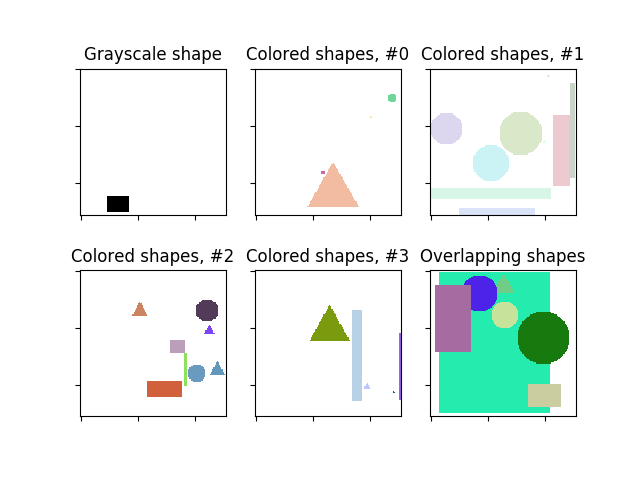 Grayscale shape
Colored shapes, #0
Colored shapes, #1
Colored shapes, #2
Colored shapes, #3
Overlapping shapes